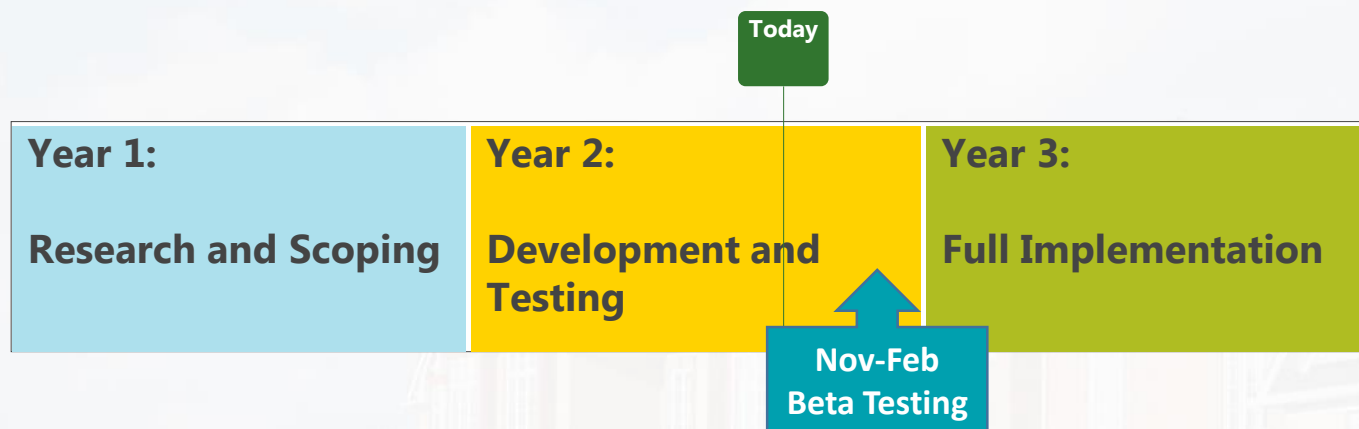 Today
Year 1:
Research and Scoping
Year 2:
Development and
Testing
Year 3:
Full Implementation
Nov-Feb
Beta Testing